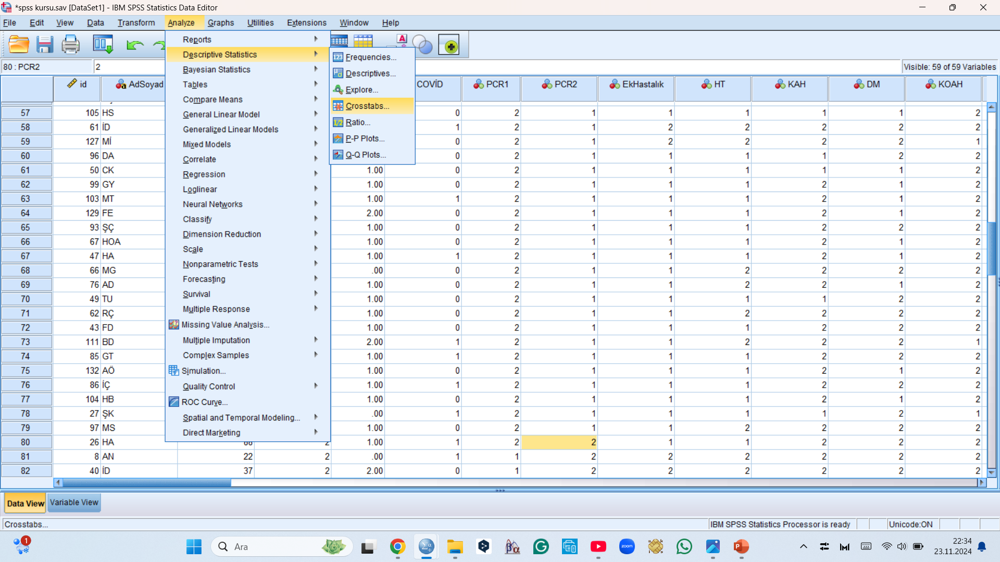 *spss kursu.sav [DataSet1] - IBM SPSS Statistics Data Editor
File Edit View Data Transform Analyze Graphs Utilities Extensions Window Help
80 : PCR2 2 Visible: 59 of 59 Variables
id AdSoyad COVİD PCR1 PCR2 EkHastalık HT KAH DM KOAH
Reports
Descriptive Statistics
Bayesian Statistics
Tables
Compare Means
General Linear Model
Generalized Linear Models
Mixed Models
Correlate
Regression
Loglinear
Neural Networks
Classify
Dimension Reduction
Scale
Nonparametric Tests
Forecasting
Survival
Multiple Response
Missing Value Analysis...
Multiple Imputation
Complex Samples
Simulation...
Quality Control
ROC Curve...
Spatial and Temporal Modeling...
Direct Marketing
Frequencies...
Descriptives...
Explore...
Crosstabs...
Ratio...
P-P Plots...
Q-Q Plots...
57 105 HS 0 2 1 1 1 1 1 2
58 61 İD 1 2 1 2 2 2 2 2
59 127 Mİ 0 2 1 2 2 2 2 1
60 96 DA 0 2 1 1 1 1 2 2
61 50 CK 1.00 0 2 1 1 1 1 1 2
62 99 GY 1.00 0 2 1 1 1 2 1 2
63 103 MT 1.00 1 2 1 1 1 2 1 2
64 129 FE 2.00 0 2 1 1 1 2 1 2
65 93 ŞÇ 1.00 0 2 1 1 1 2 2 2
66 67 HOA 1.00 0 2 1 1 1 2 1 2
67 47 HA 1.00 1 2 1 1 1 2 1 2
68 66 MG .00 0 2 1 1 2 2 2 2
69 76 AD 1.00 0 2 1 1 2 2 1 2
70 49 TU 1.00 0 2 1 1 1 1 2 2
71 62 RÇ 1.00 0 2 1 1 2 2 2 2
72 43 FD 1.00 0 2 1 1 1 2 2 2
73 111 BD 2.00 1 2 1 1 2 2 2 1
74 85 GT 1.00 1 2 1 1 1 2 2 2
75 132 AÖ 1.00 0 2 1 1 1 2 1 2
76 86 İÇ 1.00 1 2 1 1 1 2 2 2
77 104 HB 1.00 0 2 1 1 1 2 1 2
78 27 ŞK .00 1 2 1 1 1 1 2 1
79 97 MS 1.00 0 2 1 1 2 2 2 2
80 26 HA 2 1.00 1 2 2 1 1 2 2 2
81 8 AN 22 2 .00 1 1 2 2 2 2 2 2
82 40 İD 37 2 2.00 0 1 2 2 2 2 2 2
Data View Variable View
Crosstabs... IBM SPSS Statistics Processor is ready Unicode:ON
1 Ara zoom 22:34
23.11.2024